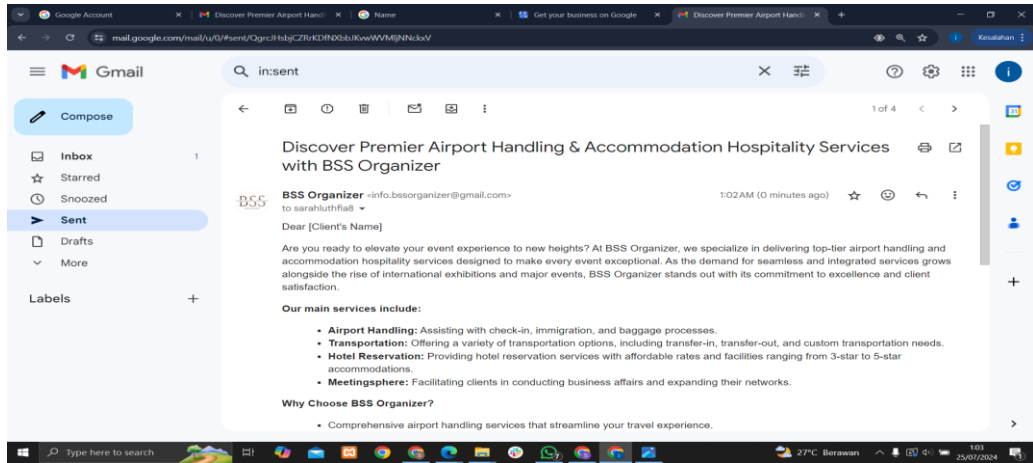 Google Account
Discover Premier Airport Handl
Name
Get your business on Google
Discover Premier Airport Handl
mail.google.com/mail/u/0/#sent/
Kesalahan
Gmail
in:sent
i
Compose
1 of 4
31
Inbox 1
Starred
Snoozed
Sent
Drafts
More
Labels
Discover Premier Airport Handling & Accommodation Hospitality Services
with BSS Organizer
BSS
BSS Organizer <info.bssorganizer@gmail.com> 1:02 AM (0 minutes ago)
to sarahluthfia8
Dear [Client's Name]
Are you ready to elevate your event experience to new heights? At BSS Organizer, we specialize in delivering top-tier airport handling and
accommodation hospitality services designed to make every event exceptional. As the demand for seamless and integrated services grows
alongside the rise of international exhibitions and major events, BSS Organizer stands out with its commitment to excellence and client
satisfaction.
Our main services include:
• Airport Handling: Assisting with check-in, immigration, and baggage processes.
• Transportation: Offering a variety of transportation options, including transfer-in, transfer-out, and custom transportation needs.
• Hotel Reservation: Providing hotel reservation services with affordable rates and facilities ranging from 3-star to 5-star
accommodations.
• Meetingsphere: Facilitating clients in conducting business affairs and expanding their networks.
Why Choose BSS Organizer?
• Comprehensive airport handling services that streamline your travel experience.
Type here to search
27°C Berawan
1:03
25/07/2024